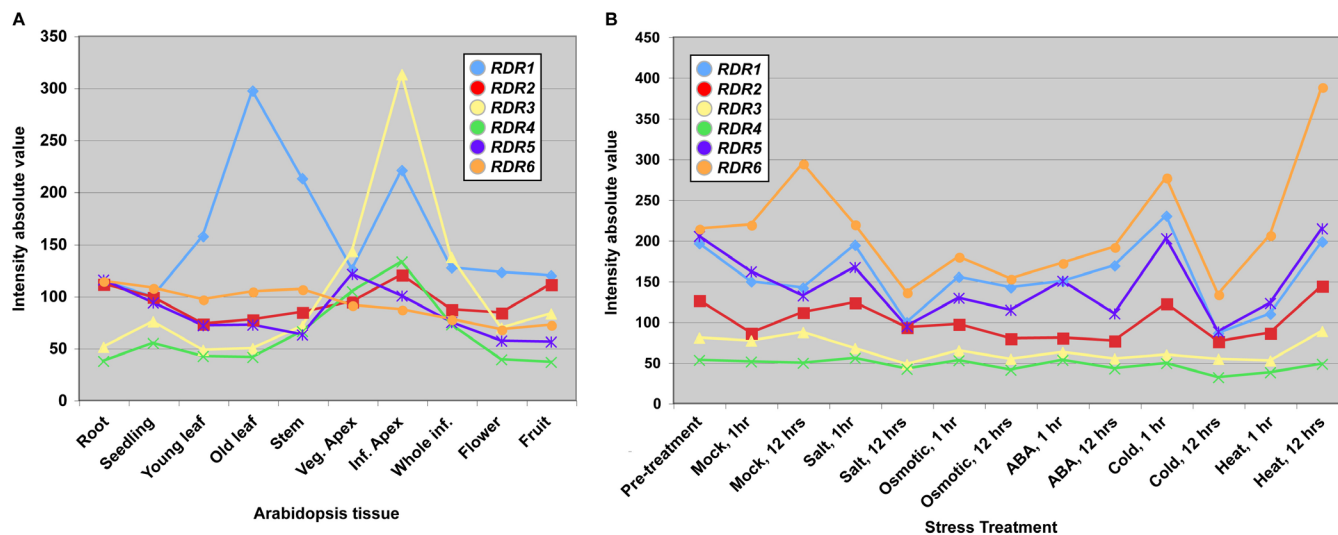 A
Intensity absolute value
350
300
250
200
150
100
50
0
RDR1
RDR2
RDR3
RDR4
RDR5
RDR6
Root
Seedling
Young leaf
Old leaf
Stem
Veg. Apex
Inf. Apex
Whole inf.
Flower
Fruit
Arabidopsis tissue
B
Intensity absolute value
450
400
350
300
250
200
150
100
50
0
RDR1
RDR2
RDR3
RDR4
RDR5
RDR6
Pre-treatment
Mock, 1hr
Mock, 12 hrs
Salt, 1hr
Salt, 12 hrs
Osmotic, 1 hr
Osmotic, 12 hrs
ABA, 1 hr
ABA, 12 hrs
Cold, 1 hr
Cold, 12 hrs
Heat, 1 hr
Heat, 12 hrs
Stress Treatment